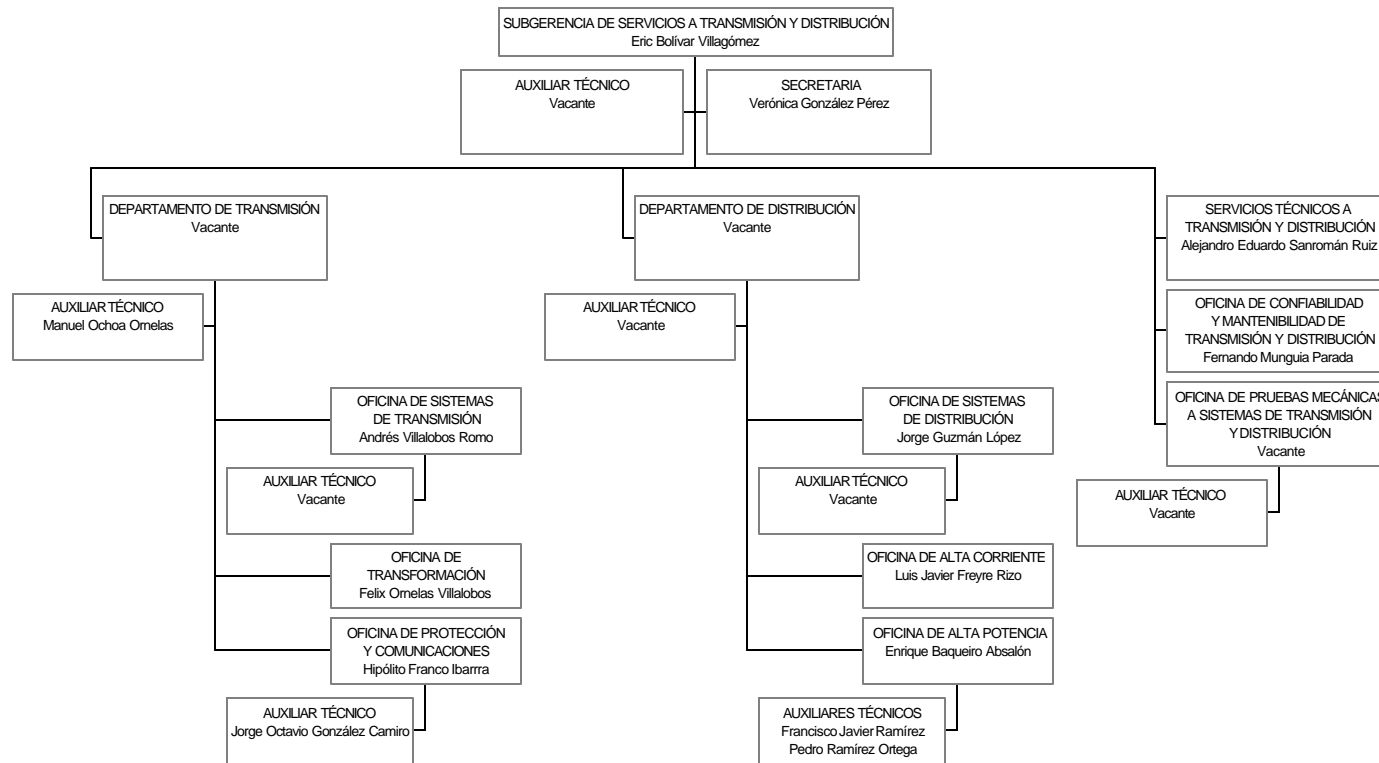 SUBGERENCIA DE SERVICIOS A TRANSMISIÓN Y DISTRIBUCIÓN
Eric Bolívar Villagómez
AUXILIAR TÉCNICO
Vacante
SECRETARIA
Verónica González Pérez
DEPARTAMENTO DE TRANSMISIÓN
Vacante
AUXILIAR TÉCNICO
Manuel Ochoa Ornelas
OFICINA DE SISTEMAS
DE TRANSMISIÓN
Andrés Villalobos Romo
AUXILIAR TÉCNICO
Vacante
OFICINA DE
TRANSFORMACIÓN
Felix Ornelas Villalobos
OFICINA DE PROTECCIÓN
Y COMUNICACIONES
Hipólito Franco Ibarrra
AUXILIAR TÉCNICO
Jorge Octavio González Camiro
DEPARTAMENTO DE DISTRIBUCIÓN
Vacante
AUXILIAR TÉCNICO
Vacante
OFICINA DE SISTEMAS
DE DISTRIBUCIÓN
Jorge Guzmán López
AUXILIAR TÉCNICO
Vacante
OFICINA DE ALTA CORRIENTE
Luis Javier Freyre Rizo
OFICINA DE ALTA POTENCIA
Enrique Baqueiro Absalón
AUXILIARES TÉCNICOS
Francisco Javier Ramírez
Pedro Ramírez Ortega
SERVICIOS TÉCNICOS A
TRANSMISIÓN Y DISTRIBUCIÓN
Alejandro Eduardo Sanromán Ruiz
OFICINA DE CONFIABILIDAD
Y MANTENIBILIDAD DE
TRANSMISIÓN Y DISTRIBUCIÓN
Fernando Munguia Parada
OFICINA DE PRUEBAS MECÁNICAS
A SISTEMAS DE TRANSMISIÓN
Y DISTRIBUCIÓN
Vacante
AUXILIAR TÉCNICO
Vacante